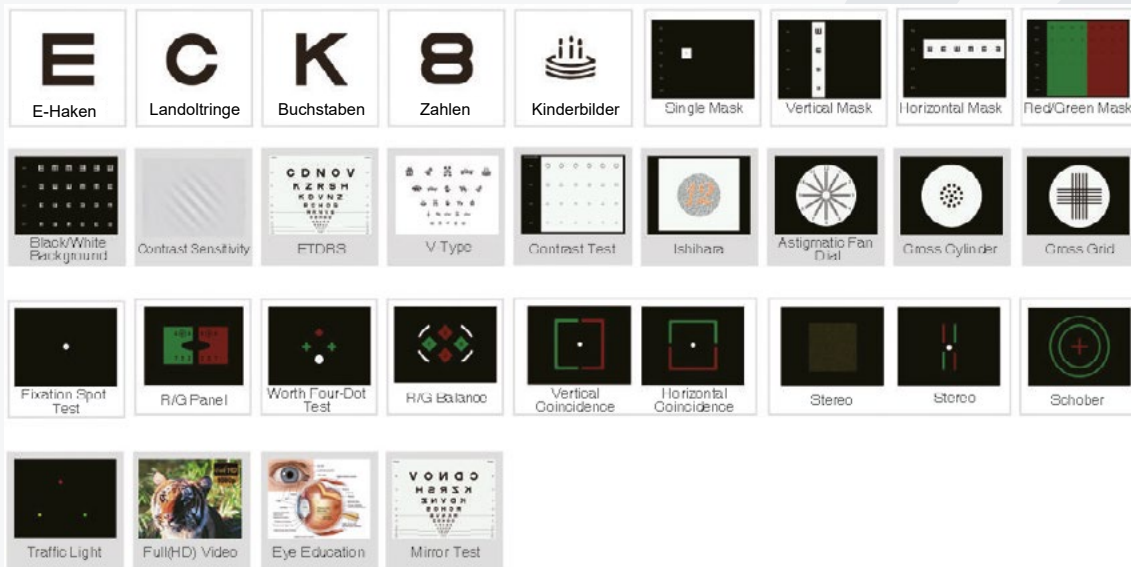 E
C
K
8
E-Haken
Landoltringe
Buchstaben
Zahlen
Kinderbilder
Single Mask
Vertical Mask
Horizontal Mask
Red/Green Mask
C D N O V
K Z R S H
K D V N Z
R C H O S
Black/White
Background
Contrast Sensitivity
ETDRS
V-Type
Contrast Test
Ishihara
Astigmatic Fan
Dial
Cross Cylinder
Cross Grid
Fixation Spot
Test
R/G Panel
Worth Four-Dot
Test
R/G Balance
Vertical
Coincidence
Horizontal
Coincidence
Stereo
Stereo
Schober
Traffic Light
Full(HD) Video
Eye Education
Mirror Test